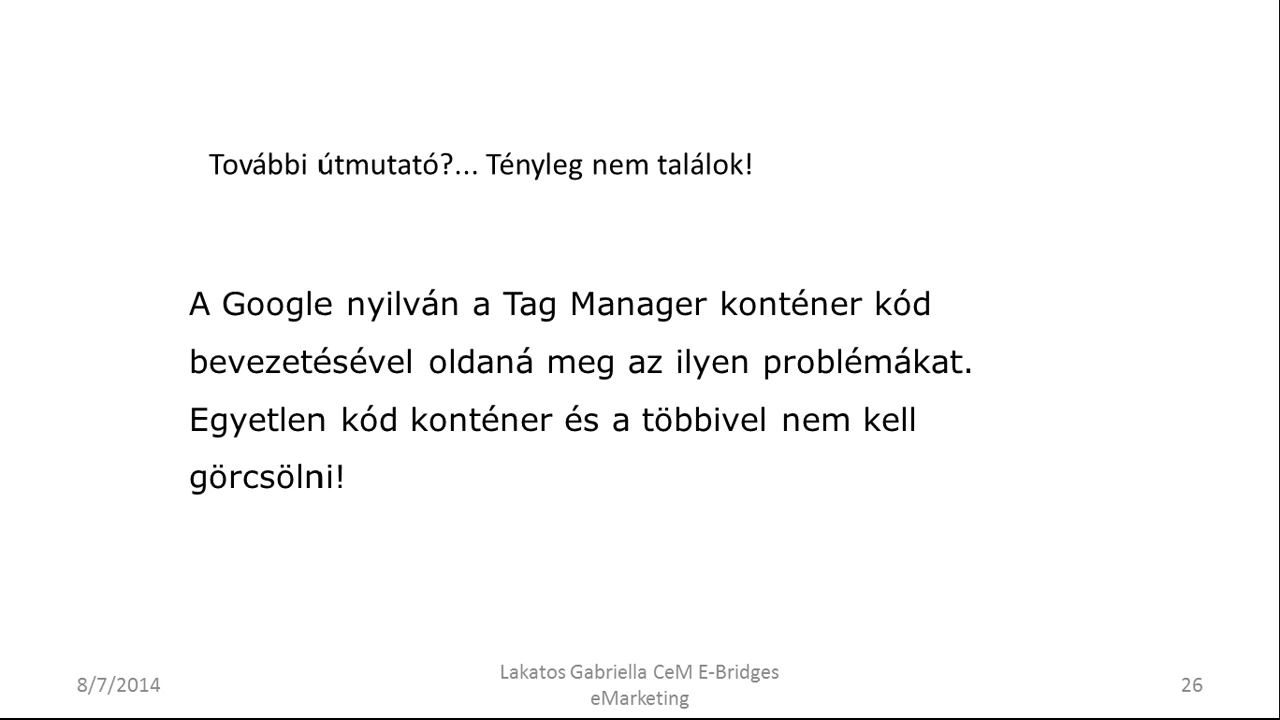 További útmutató?... Tényleg nem találok!
A Google nyilván a Tag Manager konténer kód
bevezetésével oldaná meg az ilyen problémákat.
Egyetlen kód konténer és a többivel nem kell
görcsölni!
8/7/2014
Lakatos Gabriella CeM E-Bridges
eMarketing
26